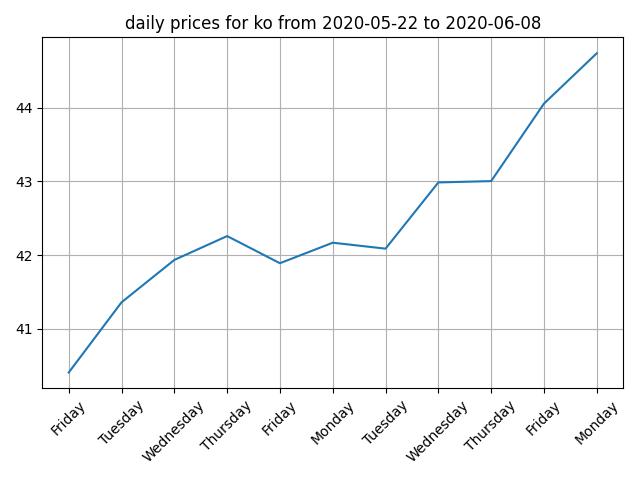 daily prices for ko from 2020-05-22 to 2020-06-08
44
43
42
41
Friday
Tuesday
Wednesday
Thursday
Friday
Monday
Tuesday
Wednesday
Thursday
Friday
Monday